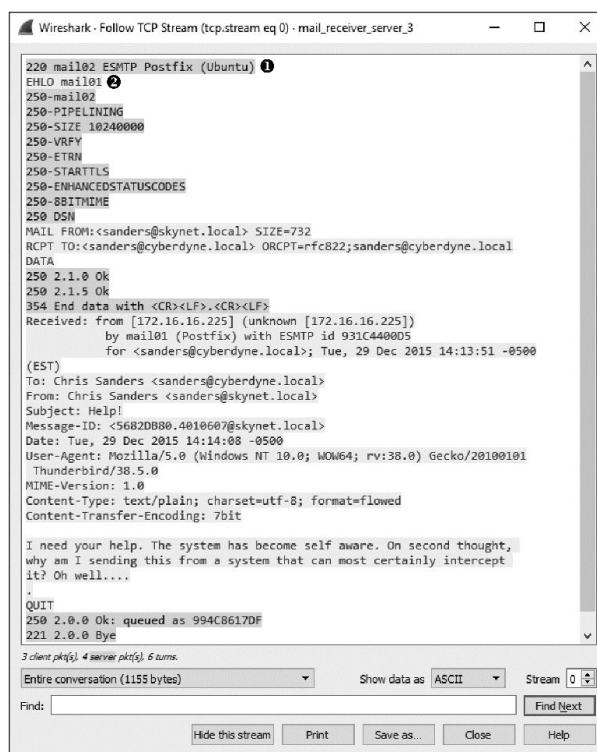 Wireshark · Follow TCP Stream (tcp.stream eq 0) · mail_receiver_server_3
220 mail02 ESMTP Postfix (Ubuntu) ❶
EHLO mail01 ❷
250-mail02
250-PIPELINING
250-SIZE 10240000
250-VRFY
250-ETRN
250-STARTTLS
250-ENHANCEDSTATUSCODES
250-8BITMIME
250 DSN
MAIL FROM:<sanders@skynet.local> SIZE=732
RCPT TO:<sanders@cyberdyne.local> ORCPT=rfc822;sanders@cyberdyne.local
DATA
250 2.1.0 Ok
250 2.1.5 Ok
354 End data with <CR><LF>.<CR><LF>
Received: from [172.16.16.225] (unknown [172.16.16.225])
by mail01 (Postfix) with ESMTP id 931C4400D5
for <sanders@cyberdyne.local>; Tue, 29 Dec 2015 14:13:51 -0500
(EST)
To: Chris Sanders <sanders@cyberdyne.local>
From: Chris Sanders <sanders@skynet.local>
Subject: Help!
Message-ID: <5682DB80.4010607@skynet.local>
Date: Tue, 29 Dec 2015 14:14:08 -0500
User-Agent: Mozilla/5.0 (Windows NT 10.0; WOW64; rv:38.0) Gecko/20100101
Thunderbird/38.5.0
MIME-Version: 1.0
Content-Type: text/plain; charset=utf-8; format=flowed
Content-Transfer-Encoding: 7bit
I need your help. The system has become self aware. On second thought,
why am I sending this from a system that can most certainly intercept
it? Oh well....
.
QUIT
250 2.0.0 Ok: queued as 994C8617DF
221 2.0.0 Bye
3 client pkt(s), 4 server pkt(s), 6 turns.
Entire conversation (1155 bytes) Show data as ASCII Stream 0
Find: Find Next
Hide this stream Print Save as... Close Help